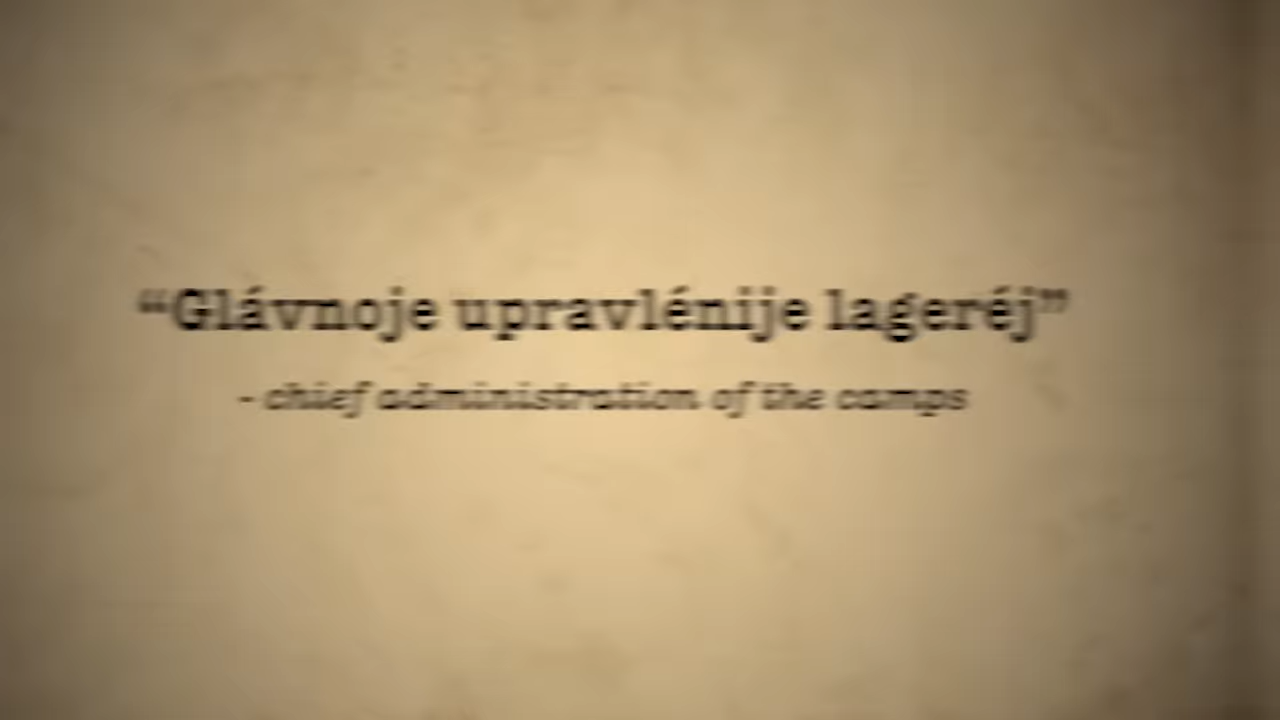 “Glávnoje upravlénije lageréj”
- chief administration of the camps